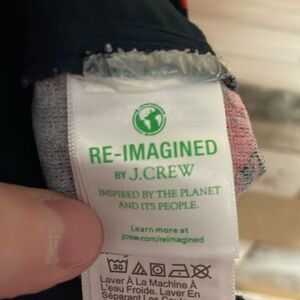 RE-IMAGINED
BY J.CREW
INSPIRED BY THE PLANET
AND ITS PEOPLE.
Learn more at
jcrew.com/reimagined
30
Laver À La Machine À
L'Eau Froide. Laver En
Séparant Les